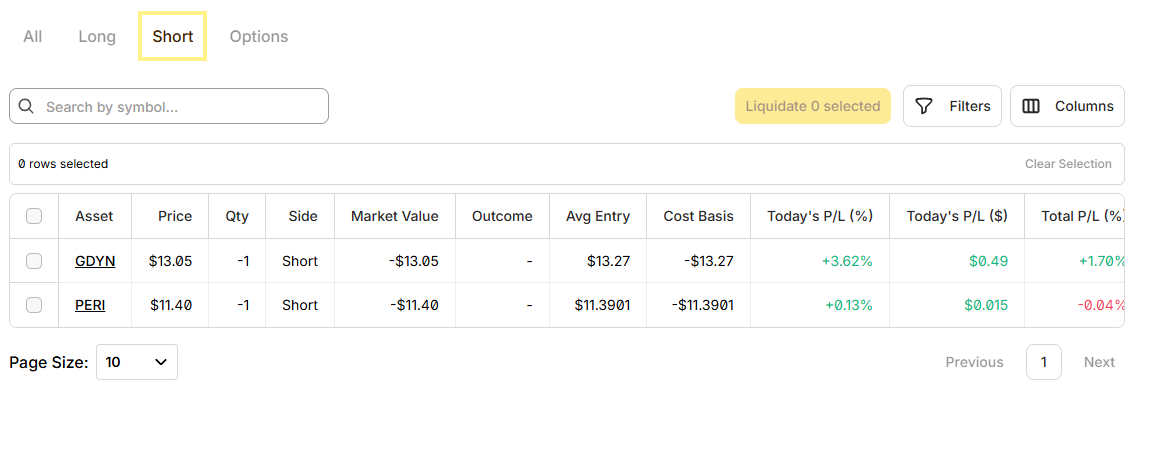 All Long Short Options
Search by symbol... Liquidate 0 selected Filters Columns
0 rows selected Clear Selection
Asset Price Qty Side Market Value Outcome Avg Entry Cost Basis Today's P/L (%) Today's P/L ($) Total P/L (%)
GDYN $13.05 -1 Short -$13.05 - $13.27 -$13.27 +3.62% $0.49 +1.70%
PERI $11.40 -1 Short -$11.40 - $11.3901 -$11.3901 +0.13% $0.015 -0.04%
Page Size: 10 Previous 1 Next